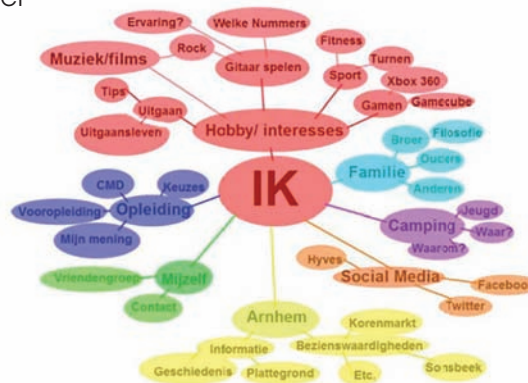 CI
Ervaring?
Welke Nummers
Muziek/films
Rock
Gitaar spelen
Fitness
Turnen
Sport
Xbox 360
Tips
Uitgaan
Gamen
Gamecube
Uitgaansleven
Hobby/ interesses
Broer
Filosofie
CMD
Keuzes
IK
Familie
Oucers
Vooropleiding
Opleiding
Anderen
Mijn mening
Camping
Jeugd
Waar?
Waarom?
Vriendengroep
Mijzelf
Hyves
Social Media
Faceboo
Contact
Twitter
Arnhem
Korenmarkt
Informatie
Bezienswaardigheden
Geschiedenis
Plattegrond
Etc.
Sonsbeek